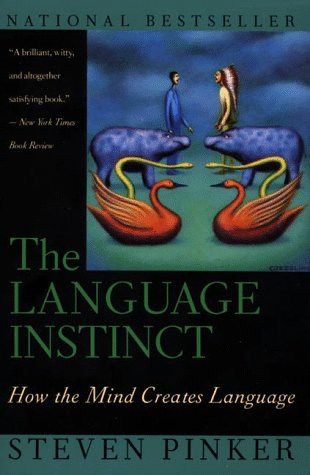 NATIONAL BESTSELLER
"A brilliant, witty,
and altogether
satisfying book."
— New York Times
Book Review
The
LANGUAGE
INSTINCT
How the Mind Creates Language
STEVEN PINKER